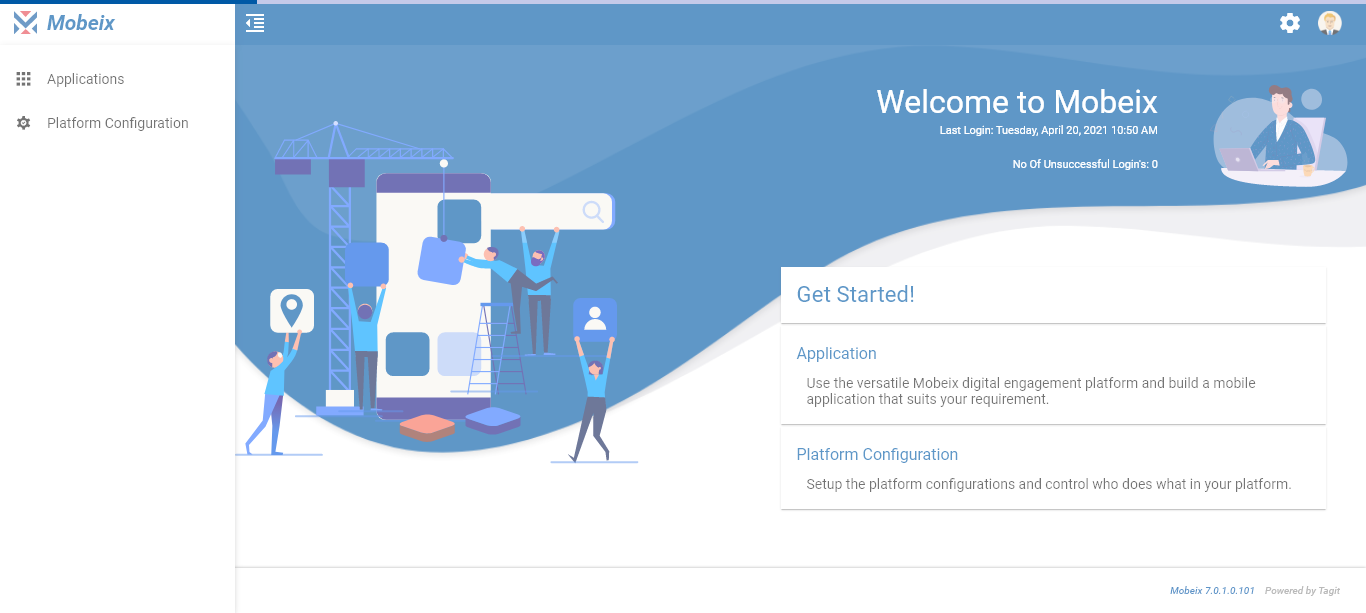 Mobeix
Applications
Platform Configuration
Welcome to Mobeix
Last Login: Tuesday, April 20, 2021 10:50 AM
No Of Unsuccessful Login's: 0
Get Started!
Application
Use the versatile Mobeix digital engagement platform and build a mobile
application that suits your requirement.
Platform Configuration
Setup the platform configurations and control who does what in your platform.
Mobeix 7.0.1.0.101 Powered by Tagit